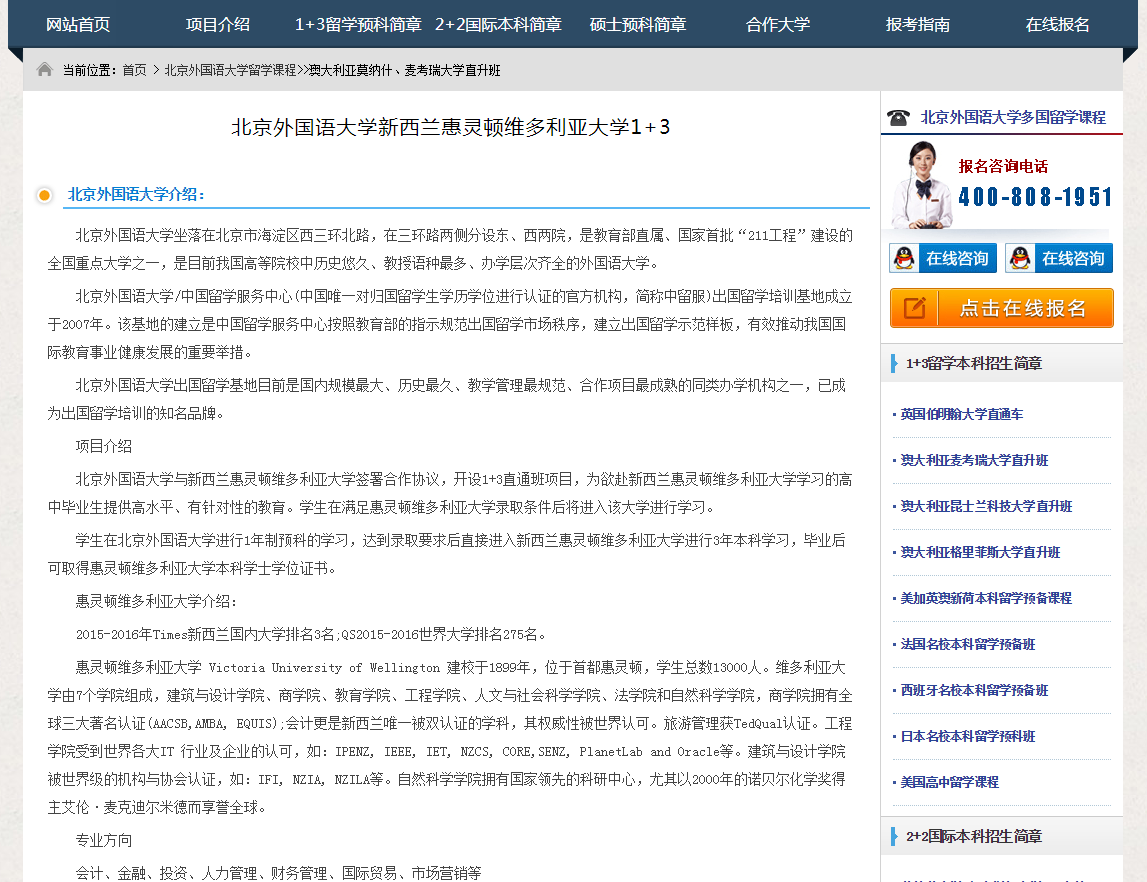 网站首页 项目介绍 1+3留学预科简章 2+2国际本科简章 硕士预科简章 合作大学 报考指南 在线报名
当前位置：首页 > 北京外国语大学留学课程>>澳大利亚莫纳什、麦考瑞大学直升班
北京外国语大学新西兰惠灵顿维多利亚大学1+3
北京外国语大学介绍：
北京外国语大学坐落在北京市海淀区西三环北路，在三环路两侧分设东、西两院，是教育部直属、国家首批“211工程”建设的
全国重点大学之一，是目前我国高等院校中历史悠久、教授语种最多、办学层次齐全的外国语大学。
北京外国语大学/中国留学服务中心(中国唯一对归国留学生学历学位进行认证的官方机构，简称中留服)出国留学培训基地成立
于2007年。该基地的建立是中国留学服务中心按照教育部的指示规范出国留学市场秩序，建立出国留学示范样板，有效推动我国国
际教育事业健康发展的重要举措。
北京外国语大学出国留学基地目前是国内规模最大、历史最久、教学管理最规范、合作项目最成熟的同类办学机构之一，已成
为出国留学培训的知名品牌。
项目介绍
北京外国语大学与新西兰惠灵顿维多利亚大学签署合作协议，开设1+3直通班项目，为欲赴新西兰惠灵顿维多利亚大学学习的高
中毕业生提供高水平、有针对性的教育。学生在满足惠灵顿维多利亚大学录取条件后将进入该大学进行学习。
学生在北京外国语大学进行1年制预科的学习，达到录取要求后直接进入新西兰惠灵顿维多利亚大学进行3年本科学习，毕业后
可取得惠灵顿维多利亚大学本科学士学位证书。
惠灵顿维多利亚大学介绍：
2015-2016年Times新西兰国内大学排名3名;QS2015-2016世界大学排名275名。
惠灵顿维多利亚大学 Victoria University of Wellington 建校于1899年，位于首都惠灵顿，学生总数13000人。维多利亚大
学由7个学院组成，建筑与设计学院、商学院、教育学院、工程学院、人文与社会科学学院、法学院和自然科学学院，商学院拥有全
球三大著名认证(AACSB,AMBA, EQUIS);会计更是新西兰唯一被双认证的学科，其权威性被世界认可。旅游管理获TedQual认证。工程
学院受到世界各大IT 行业及企业的认可，如：IPENZ, IEEE, IET, NZCS, CORE,SENZ, PlanetLab and Oracle等。建筑与设计学院
被世界级的机构与协会认证，如：IFI, NZIA, NZILA等。自然科学学院拥有国家领先的科研中心，尤其以2000年的诺贝尔化学奖得
主艾伦·麦克迪尔米德而享誉全球。
专业方向
会计、金融、投资、人力管理、财务管理、国际贸易、市场营销等
北京外国语大学多国留学课程
报名咨询电话
400-808-1951
在线咨询 在线咨询
点击在线报名
1+3留学本科招生简章
· 英国伯明翰大学直通车
· 澳大利亚麦考瑞大学直升班
· 澳大利亚昆士兰科技大学直升班
· 澳大利亚格里菲斯大学直升班
· 美加英澳新荷本科留学预备课程
· 法国名校本科留学预备班
· 西班牙名校本科留学预备班
· 日本名校本科留学预科班
· 美国高中留学课程
2+2国际本科招生简章